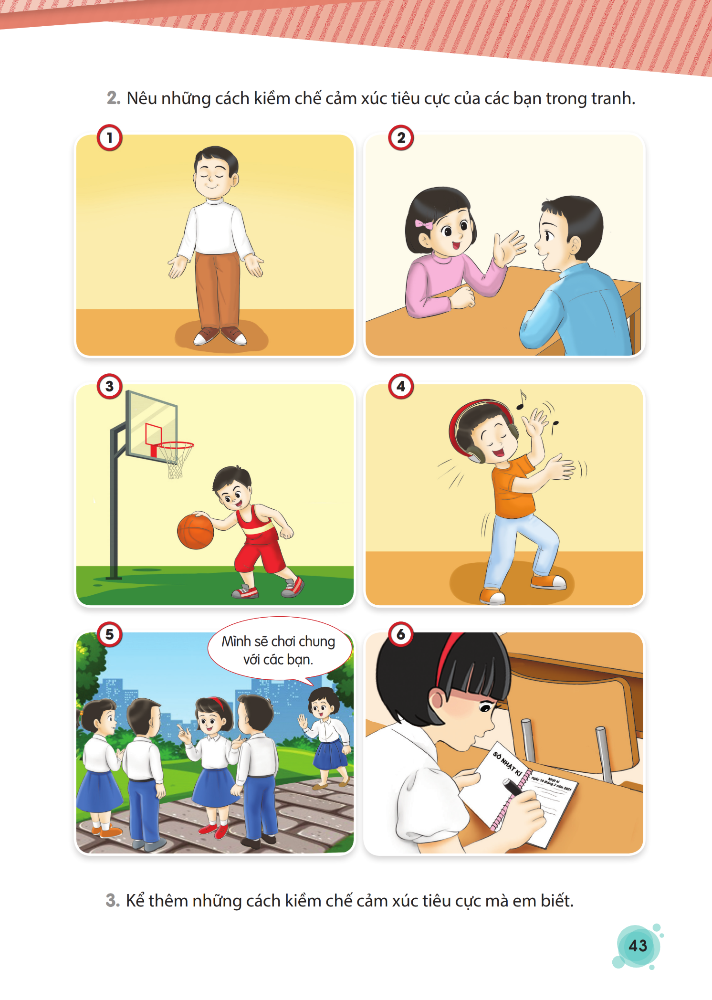 2. Nêu những cách kiềm chế cảm xúc tiêu cực của các bạn trong tranh.
1
2
3
4
5
Mình sẽ chơi chung
với các bạn.
6
SỔ NHẬT KÍ
Nhật kí
ngày 10 tháng 2 năm 2021
3. Kể thêm những cách kiềm chế cảm xúc tiêu cực mà em biết.
43